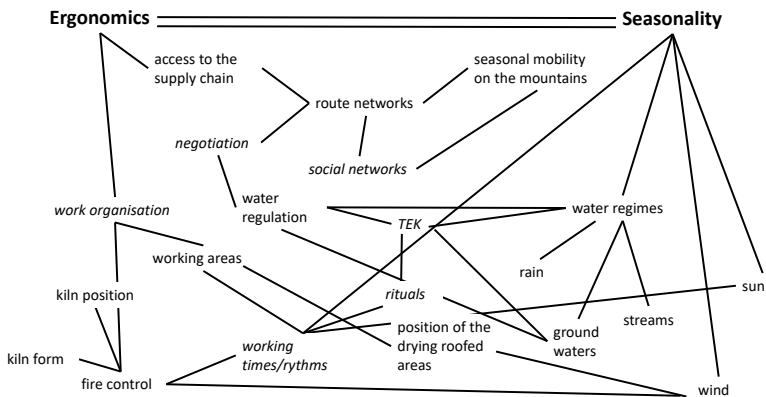 Ergonomics
Seasonality
access to the
supply chain
seasonal mobility
on the mountains
route networks
negotiation
social networks
work organisation
water
regulation
TEK
water regimes
working areas
rain
sun
kiln position
rituals
streams
position of the
drying roofed
areas
ground
waters
kiln form
working
times/rythms
fire control
wind